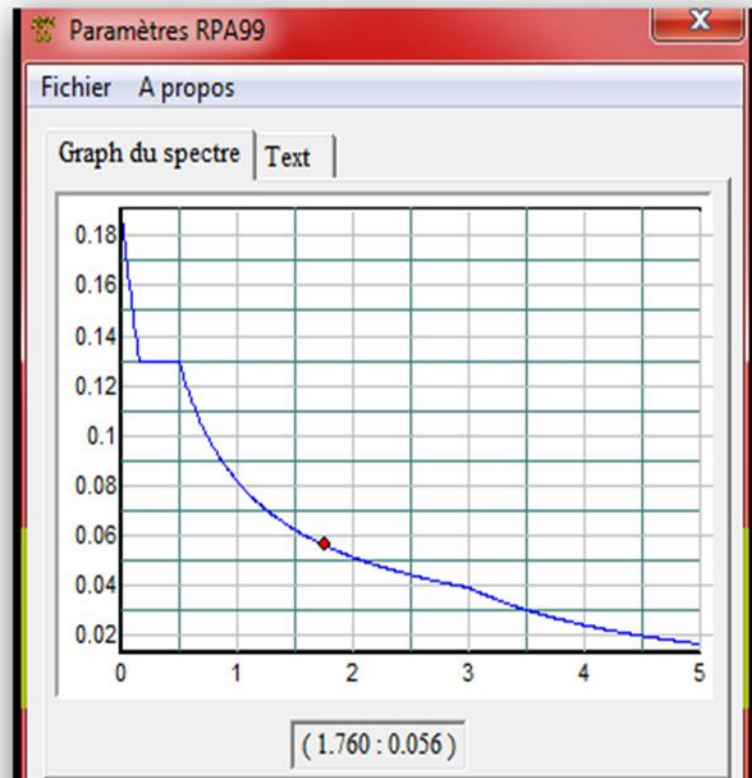 Paramètres RPA99
Fichier A propos
Graph du spectre Text
0.18
0.16
0.14
0.12
0.1
0.08
0.06
0.04
0.02
0 1 2 3 4 5
( 1.760 : 0.056 )